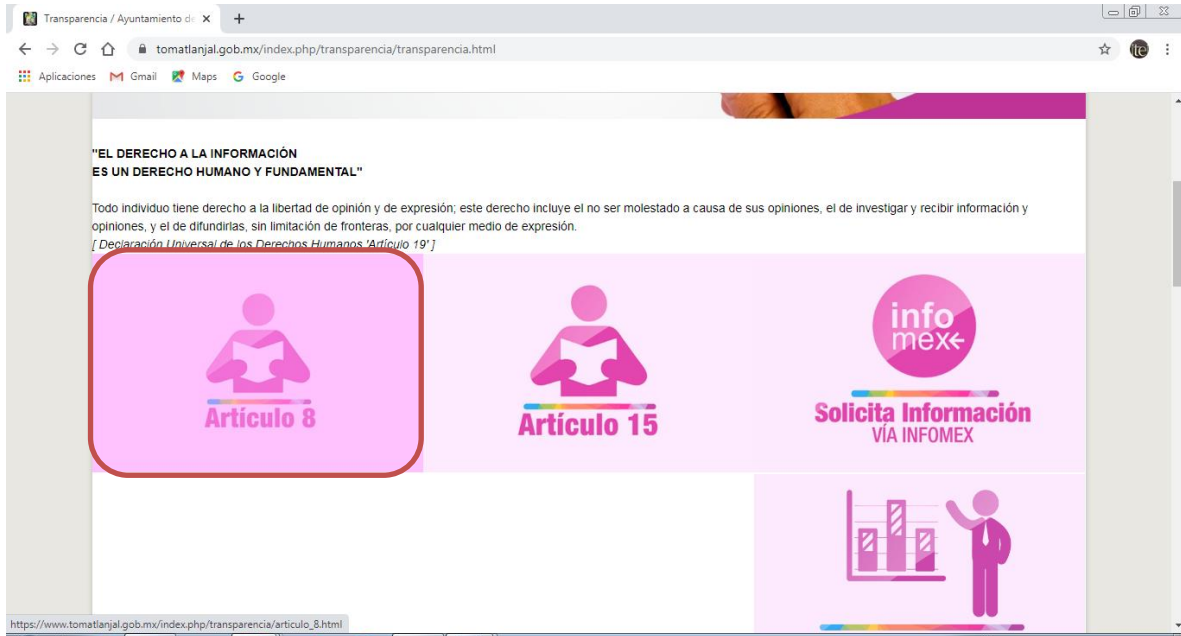 Transparencia / Ayuntamiento de
tomatlanjal.gob.mx/index.php/transparencia/transparencia.html
Aplicaciones Gmail Maps Google
"EL DERECHO A LA INFORMACIÓN
ES UN DERECHO HUMANO Y FUNDAMENTAL"
Todo individuo tiene derecho a la libertad de opinión y de expresión; este derecho incluye el no ser molestado a causa de sus opiniones, el de investigar y recibir información y
opiniones, y el de difundirlas, sin limitación de fronteras, por cualquier medio de expresión.
[ Declaración Universal de los Derechos Humanos 'Artículo 19' ]
Artículo 8
Artículo 15
info
mex
Solicita Información
VÍA INFOMEX
https://www.tomatlanjal.gob.mx/index.php/transparencia/articulo_8.html